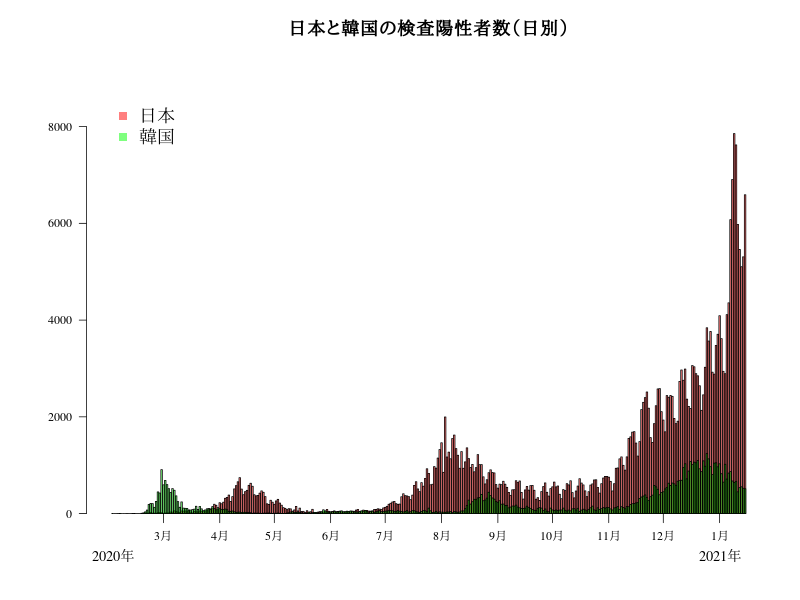 日本と韓国の検査陽性者数(日別)
日本
韓国
8000
6000
4000
2000
0
3月 4月 5月 6月 7月 8月 9月 10月 11月 12月 1月
2020年 2021年